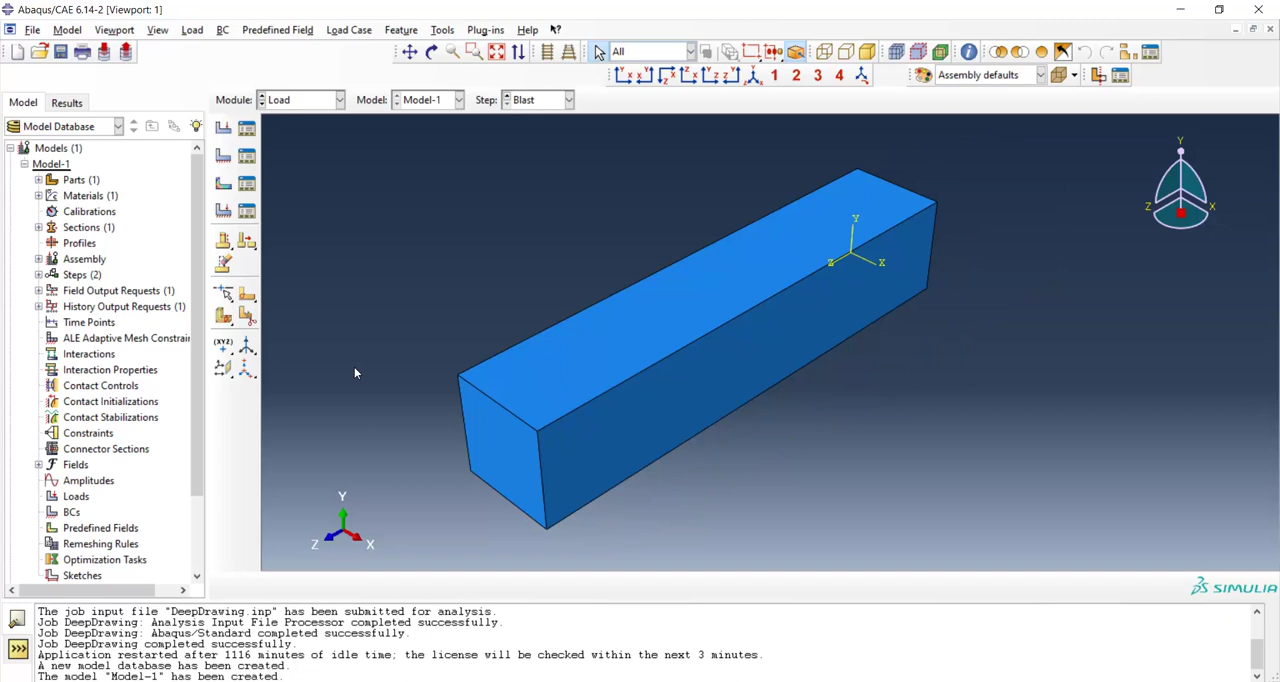 Abaqus/CAE 6.14-2 [Viewport: 1]
File Model Viewport View Load BC Predefined Field Load Case Feature Tools Plug-ins Help
All
1 2 3 4 Assembly defaults
Model Results Module: Load Model: Model-1 Step: Blast
Model Database
Models (1)
Model-1
Parts (1)
Materials (1)
Calibrations
Sections (1)
Profiles
Assembly
Steps (2)
Field Output Requests (1)
History Output Requests (1)
Time Points
ALE Adaptive Mesh Constrain
Interactions
Interaction Properties
Contact Controls
Contact Initializations
Contact Stabilizations
Constraints
Connector Sections
Fields
Amplitudes
Loads
BCs
Predefined Fields
Remeshing Rules
Optimization Tasks
Sketches
(XYZ)
Y
Z X
Y
Z X
Y
Z X
SIMULIA
The job input file "DeepDrawing.inp" has been submitted for analysis.
Job DeepDrawing: Analysis Input File Processor completed successfully.
Job DeepDrawing: Abaqus/Standard completed successfully.
Job DeepDrawing completed successfully.
Application restarted after 1116 minutes of idle time; the license will be checked within the next 3 minutes.
A new model database has been created.
The model "Model-1" has been created.